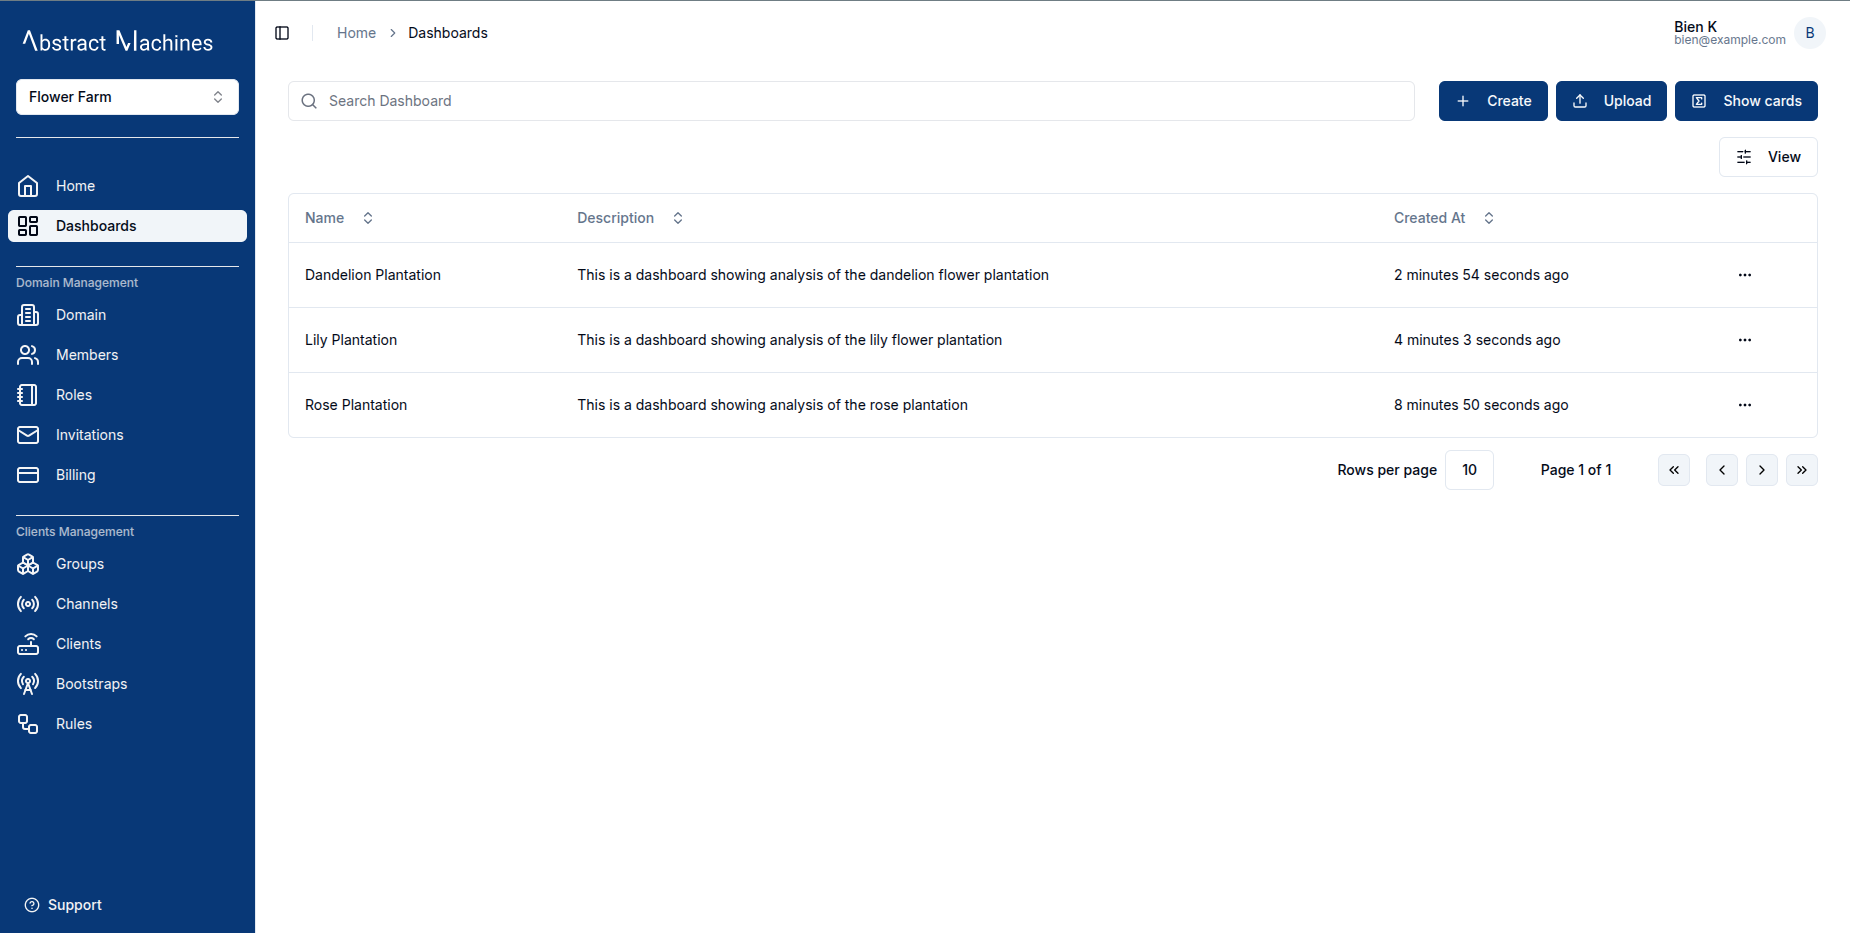 Abstract Machines
Flower Farm
Home
Dashboards
Domain Management
Domain
Members
Roles
Invitations
Billing
Clients Management
Groups
Channels
Clients
Bootstraps
Rules
Support
Home > Dashboards
Bien K
bien@example.com
B
Search Dashboard
Create
Upload
Show cards
View
Name Description Created At
Dandelion Plantation This is a dashboard showing analysis of the dandelion flower plantation 2 minutes 54 seconds ago
Lily Plantation This is a dashboard showing analysis of the lily flower plantation 4 minutes 3 seconds ago
Rose Plantation This is a dashboard showing analysis of the rose plantation 8 minutes 50 seconds ago
Rows per page 10 Page 1 of 1